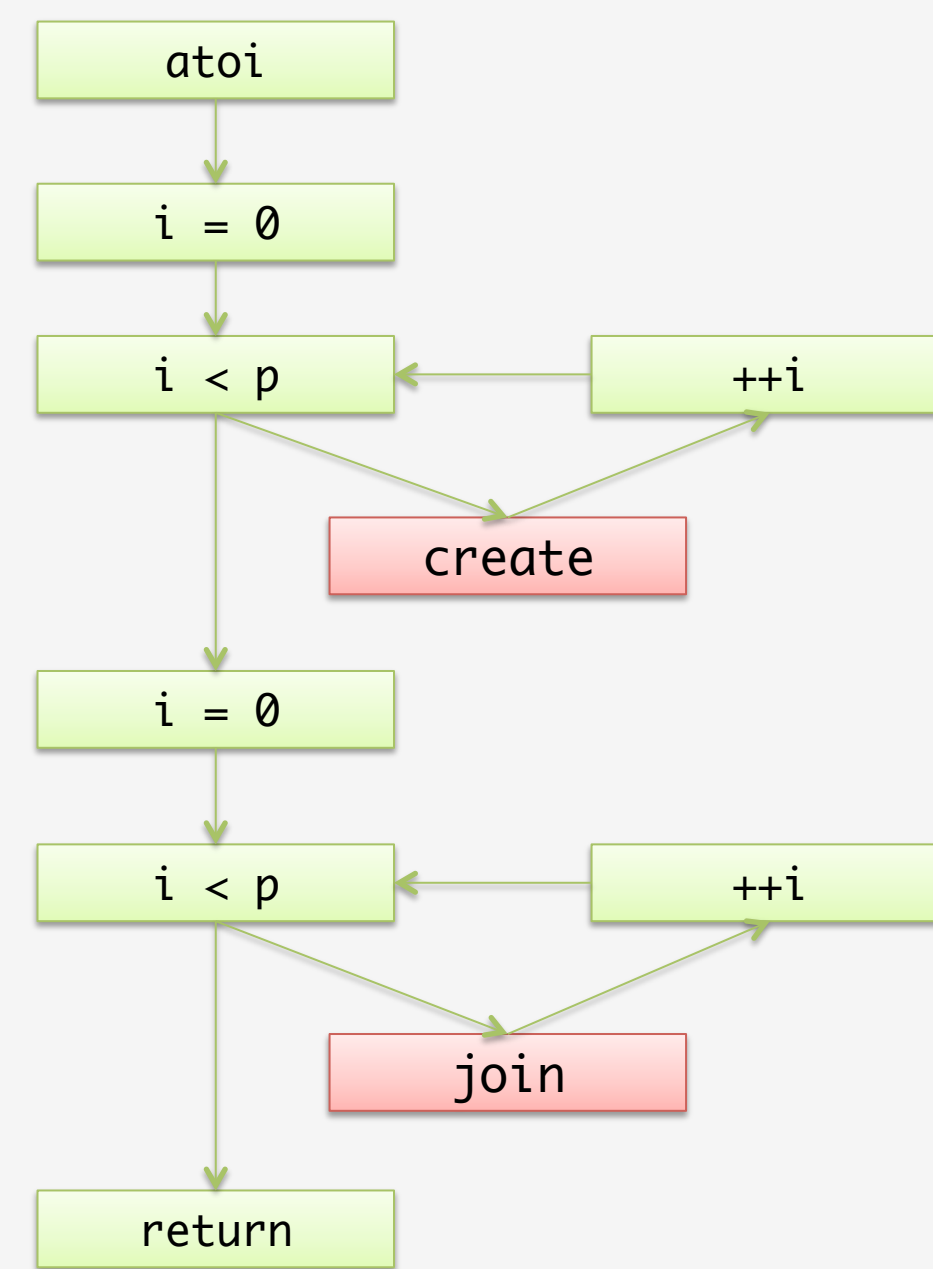 atoi
i = 0
i < p
++i
create
i = 0
i < p
++i
join
return